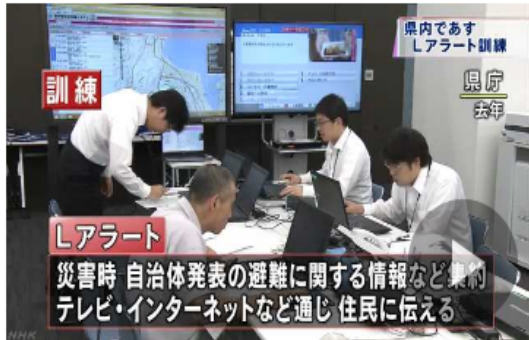 県内であす
Lアラート訓練
訓練
県庁
去年
Lアラート
災害時 自治体発表の避難に関する情報など集約
テレビ・インターネットなど通じ 住民に伝える
NHK